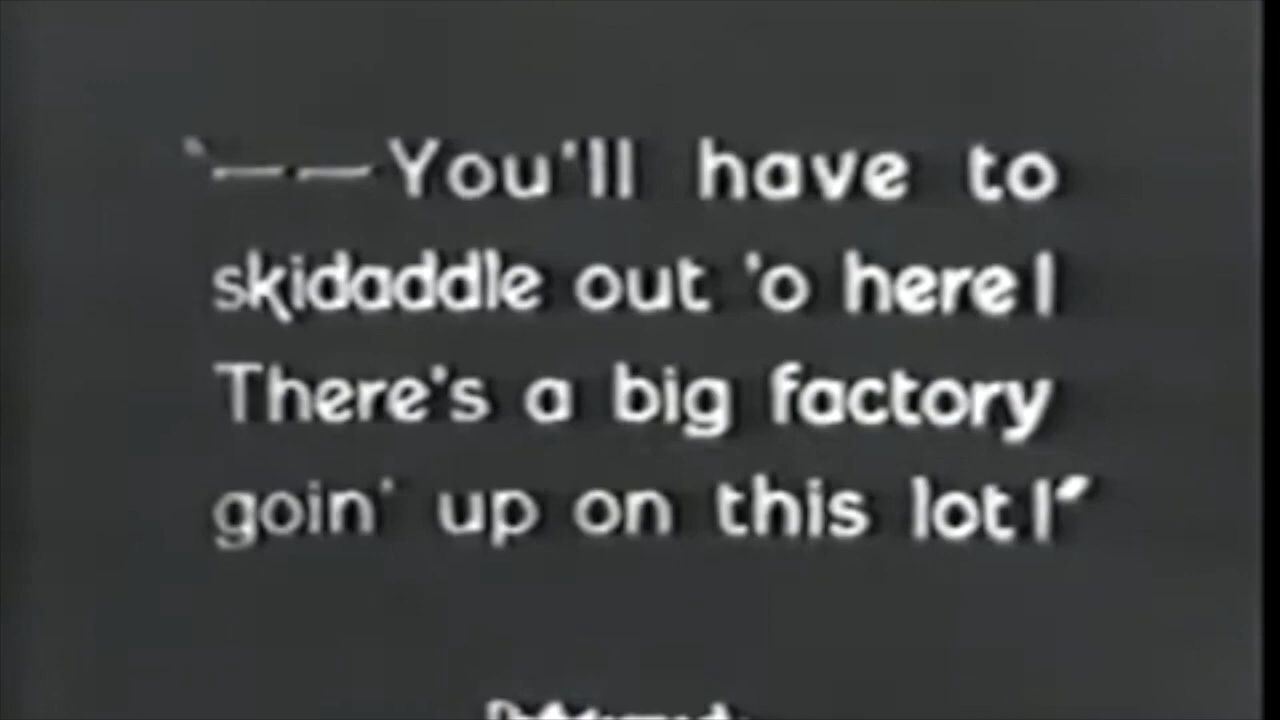 "——You'll have to
skidaddle out 'o here!
There's a big factory
goin' up on this lot!"